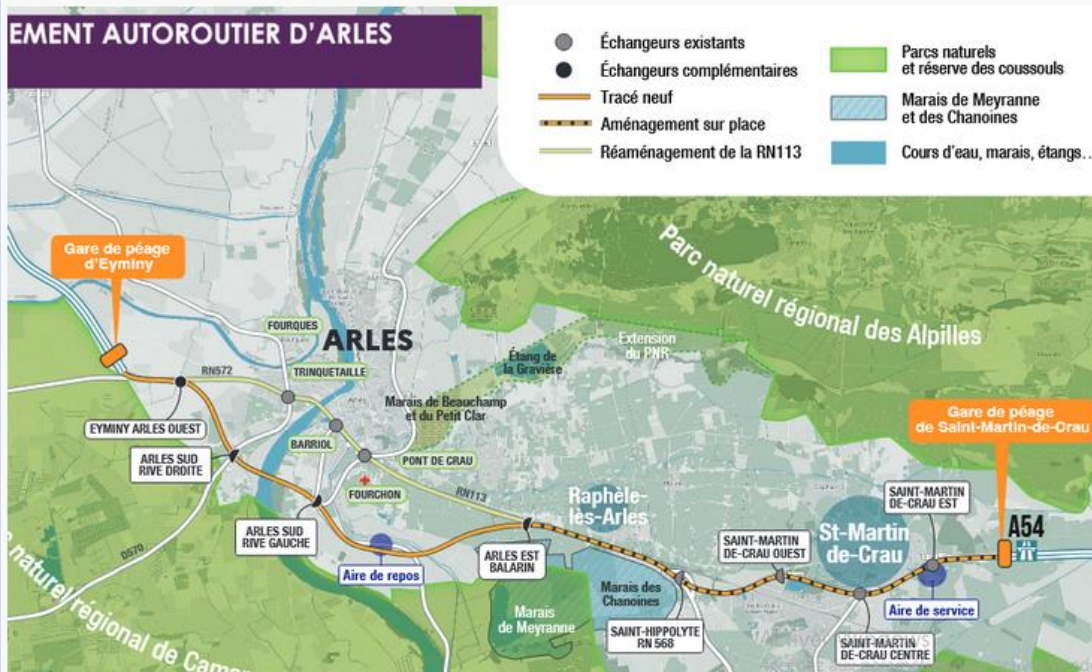 EMENT AUTOROUTIER D'ARLES
Échangeurs existants
Échangeurs complémentaires
Tracé neuf
Aménagement sur place
Réaménagement de la RN113
Parcs naturels
et réserve des coussouls
Marais de Meyranne
et des Chanoines
Cours d'eau, marais, étangs..
Gare de péage
d'Eyminy
Parc naturel régional des Alpilles
FOURQUES
ARLES
Extension
du PNR
Étang de
la Gravière
RN572
TRINQUETAILLE
Marais de Beauchamp
et du Petit Clar
Gare de péage
de Saint-Martin-de-Crau
EYMINY ARLES OUEST
BARRIOL
ARLES SUD
RIVE DROITE
PONT DE CRAU
FOURCHON
RN113
Raphèle-
lès-Arles
SAINT-MARTIN
DE-CRAU EST
A54
ARLES SUD
RIVE GAUCHE
St-Martin
de-Crau
SAINT-MARTIN
DE-CRAU OUEST
ARLES EST
BALARIN
D570
Aire de repos
Marais des
Chanoines
Aire de service
Marais
de Meyranne
SAINT-HIPPOLYTE
RN 568
SAINT-MARTIN
DE-CRAU CENTRE
naturel régional de Cama